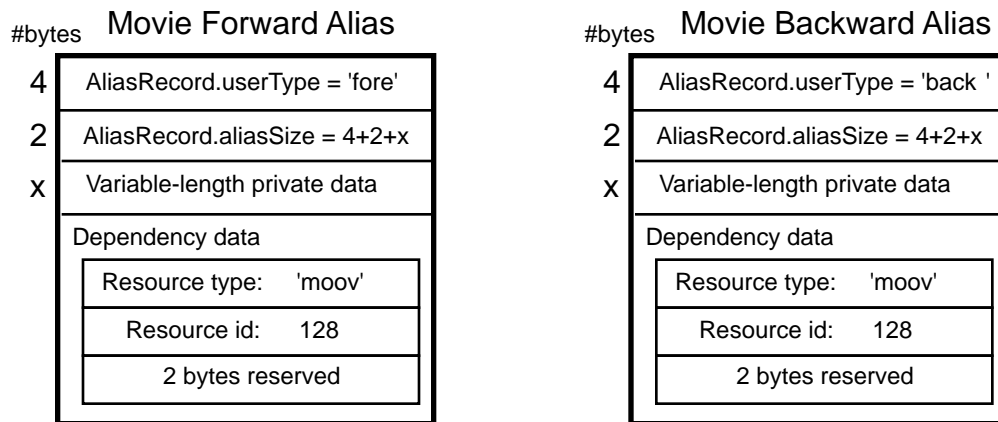 Movie Forward Alias
#bytes
4 AliasRecord.userType = 'fore'
2 AliasRecord.aliasSize = 4+2+x
x Variable-length private data
Dependency data
Resource type: 'moov'
Resource id: 128
2 bytes reserved
Movie Backward Alias
#bytes
4 AliasRecord.userType = 'back '
2 AliasRecord.aliasSize = 4+2+x
x Variable-length private data
Dependency data
Resource type: 'moov'
Resource id: 128
2 bytes reserved